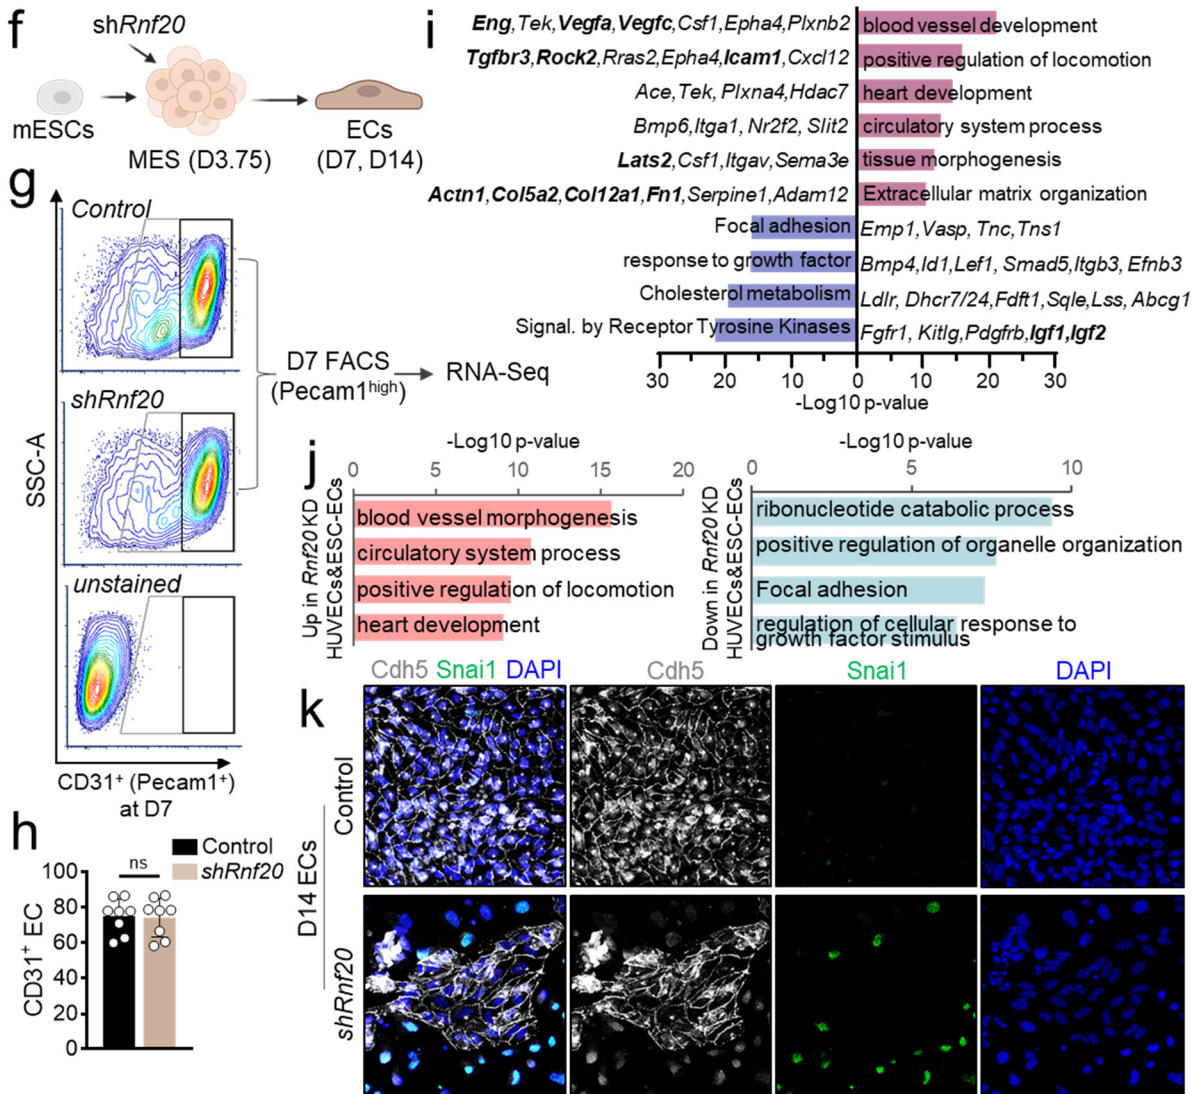 f
shRnf20
mESCs
MES (D3.75)
ECs
(D7, D14)
g
Control
shRnf20
unstained
SSC-A
CD31+ (Pecam1+)
at D7
D7 FACS
(Pecam1high)
RNA-Seq
h
Control
shRnf20
ns
CD31+ EC
100
80
60
40
20
0
i
Eng,Tek,Vegfa,Vegfc,Csf1,Epha4,Plxnb2
blood vessel development
Tgfbr3,Rock2,Rras2,Epha4,Icam1,Cxcl12
positive regulation of locomotion
Ace,Tek, Plxna4,Hdac7
heart development
Bmp6,Itga1, Nr2f2, Slit2
circulatory system process
Lats2,Csf1,Itgav,Sema3e
tissue morphogenesis
Actn1,Col5a2,Col12a1,Fn1,Serpine1,Adam12
Extracellular matrix organization
Focal adhesion
Emp1,Vasp, Tnc,Tns1
response to growth factor
Bmp4,Id1,Lef1, Smad5,Itgb3, Efnb3
Cholesterol metabolism
Ldlr, Dhcr7/24,Fdft1,Sqle,Lss, Abcg1
Signal. by Receptor Tyrosine Kinases
Fgfr1, Kitlg,Pdgfrb,Igf1,Igf2
30 20 10 0 10 20 30
-Log10 p-value
j
-Log10 p-value
0 5 10 15 20
Up in Rnf20 KD
HUVECs&ESC-ECs
blood vessel morphogenesis
circulatory system process
positive regulation of locomotion
heart development
-Log10 p-value
0 5 10
Down in Rnf20 KD
HUVECs&ESC-ECs
ribonucleotide catabolic process
positive regulation of organelle organization
Focal adhesion
regulation of cellular response to
growth factor stimulus
k
Cdh5 Snai1 DAPI
Cdh5
Snai1
DAPI
D14 ECs
Control
shRnf20